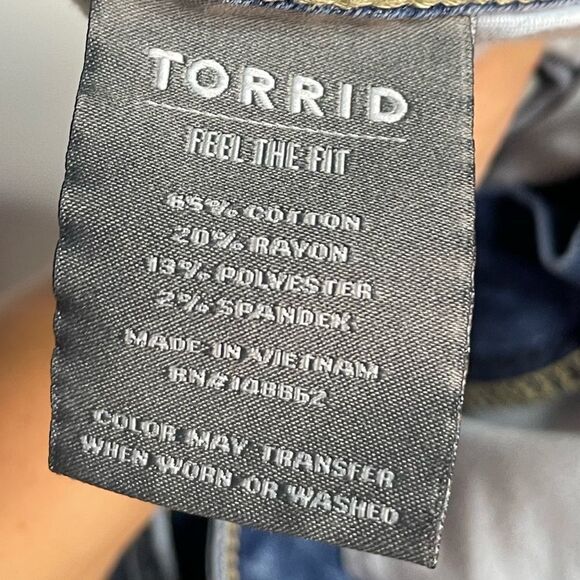 TORRID
FEEL THE FIT
65% COTTON
20% RAYON
13% POLYESTER
2% SPANDEX
MADE IN VIETNAM
RN#148662
COLOR MAY TRANSFER
WHEN WORN OR WASHED